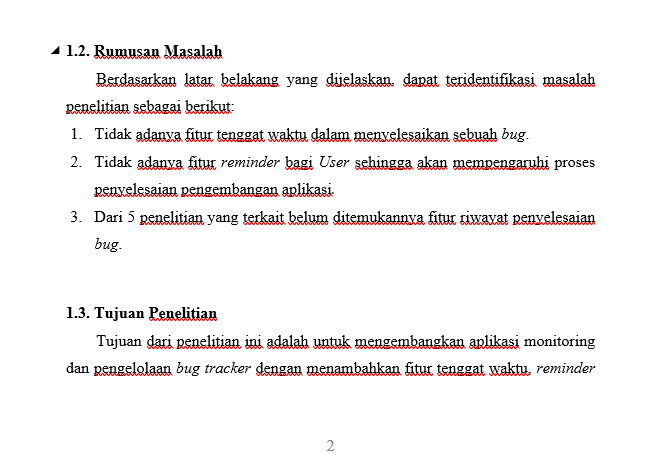 1.2. Rumusan Masalah
Berdasarkan latar belakang yang dijelaskan, dapat teridentifikasi masalah
penelitian sebagai berikut:
1. Tidak adanya fitur tenggat waktu dalam menyelesaikan sebuah bug.
2. Tidak adanya fitur reminder bagi User sehingga akan mempengaruhi proses
penyelesaian pengembangan aplikasi.
3. Dari 5 penelitian yang terkait belum ditemukannya fitur riwayat penyelesaian
bug.
1.3. Tujuan Penelitian
Tujuan dari penelitian ini adalah untuk mengembangkan aplikasi monitoring
dan pengelolaan bug tracker dengan menambahkan fitur tenggat waktu, reminder
2